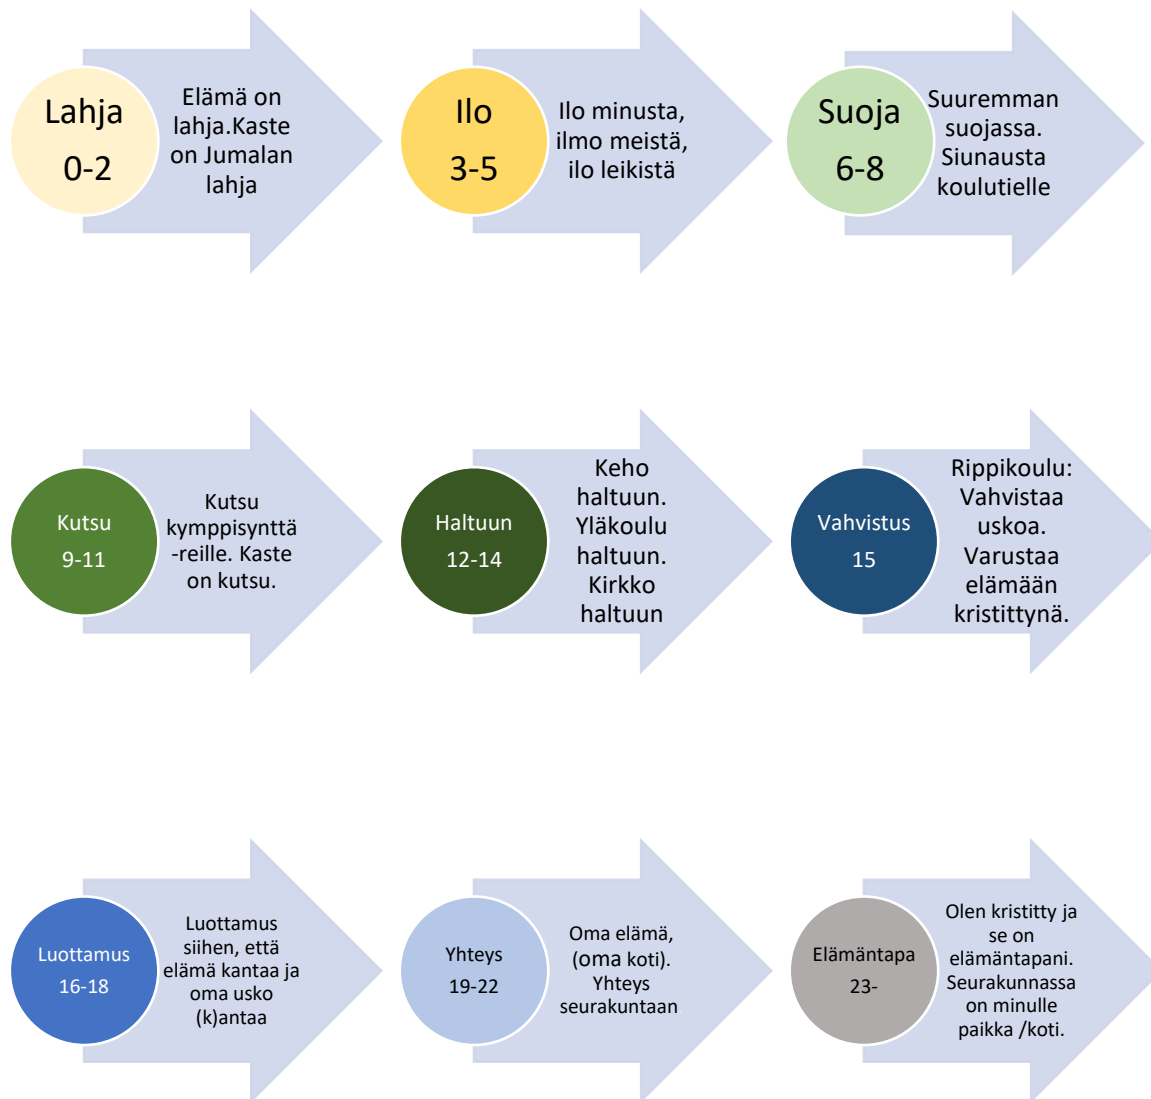 Lahja
0-2
Elämä on
lahja.Kaste
on Jumalan
lahja
Ilo
3-5
Ilo minusta,
ilmo meistä,
ilo leikistä
Suoja
6-8
Suuremman
suojassa.
Siunausta
koulutielle
Kutsu
9-11
Kutsu
kymppisynttä
-reille. Kaste
on kutsu.
Haltuun
12-14
Keho
haltuun.
Yläkoulu
haltuun.
Kirkko
haltuun
Vahvistus
15
Rippikoulu:
Vahvistaa
uskoa.
Varustaa
elämään
kristittynä.
Luottamus
16-18
Luottamus
siihen, että
elämä kantaa ja
oma usko
(k)antaa
Yhteys
19-22
Oma elämä,
(oma koti).
Yhteys
seurakuntaan
Elämäntapa
23-
Olen kristitty ja
se on
elämäntapani.
Seurakunnassa
on minulle
paikka /koti.